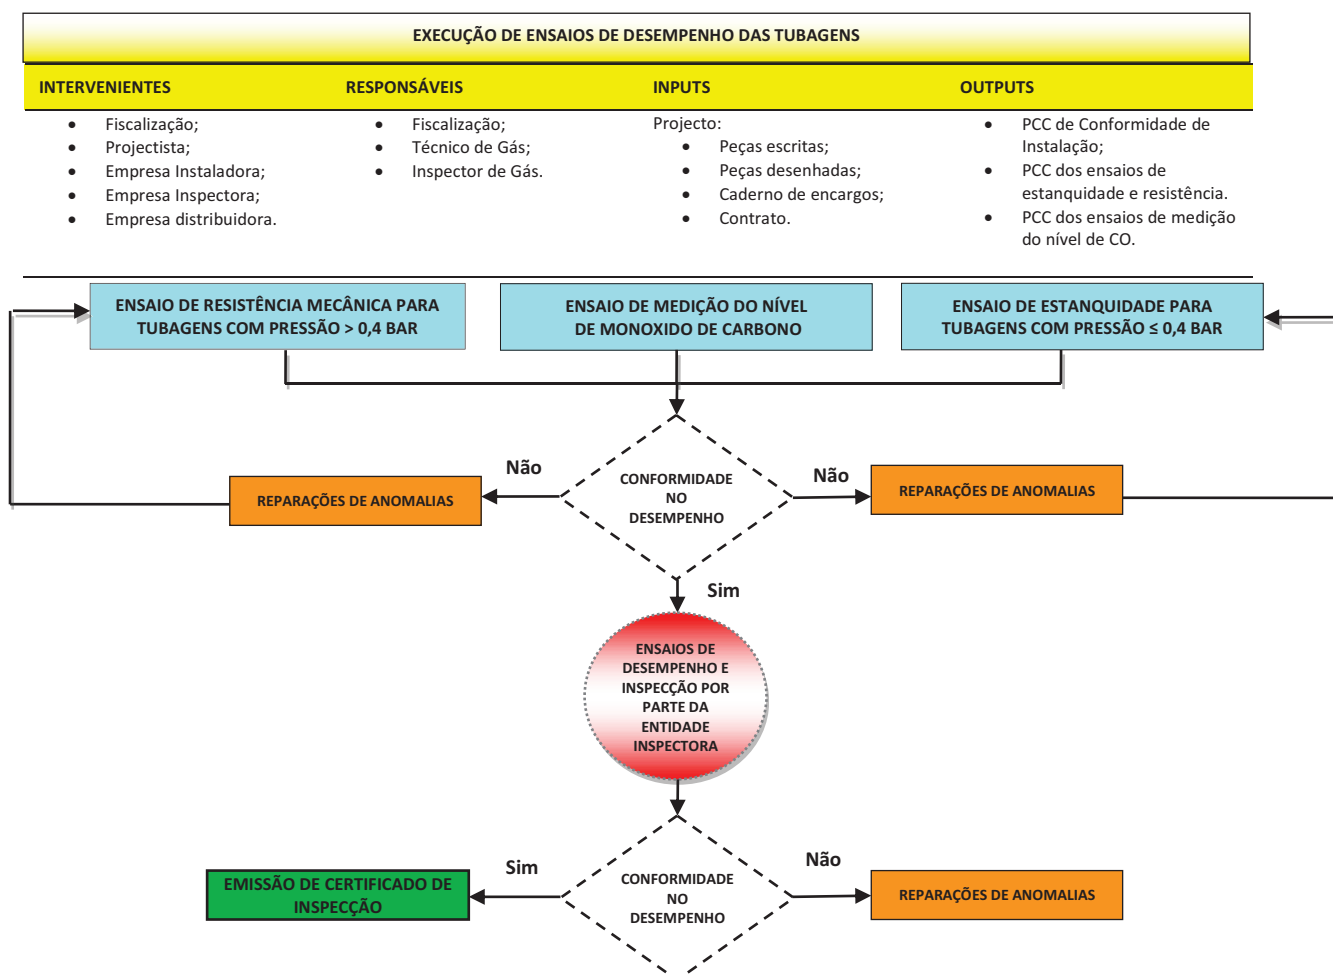 EXECUÇÃO DE ENSAIOS DE DESEMPENHO DAS TUBAGENS
INTERVENIENTES
RESPONSÁVEIS
INPUTS
OUTPUTS
• Fiscalização;
• Projectista;
• Empresa Instaladora;
• Empresa Inspectora;
• Empresa distribuidora.
• Fiscalização;
• Técnico de Gás;
• Inspector de Gás.
Projecto:
• Peças escritas;
• Peças desenhadas;
• Caderno de encargos;
• Contrato.
• PCC de Conformidade de
Instalação;
• PCC dos ensaios de
estanquidade e resistência.
• PCC dos ensaios de medição
do nível de CO.
ENSAIO DE RESISTÊNCIA MECÂNICA PARA
TUBAGENS COM PRESSÃO > 0,4 BAR
ENSAIO DE MEDIÇÃO DO NÍVEL
DE MONOXIDO DE CARBONO
ENSAIO DE ESTANQUIDADE PARA
TUBAGENS COM PRESSÃO ≤ 0,4 BAR
Não
Não
REPARAÇÕES DE ANOMALIAS
CONFORMIDADE
NO
DESEMPENHO
REPARAÇÕES DE ANOMALIAS
Sim
ENSAIOS DE
DESEMPENHO E
INSPECÇÃO POR
PARTE DA
ENTIDADE
INSPECTORA
Sim
Não
EMISSÃO DE CERTIFICADO DE
INSPECÇÃO
CONFORMIDADE
NO
DESEMPENHO
REPARAÇÕES DE ANOMALIAS